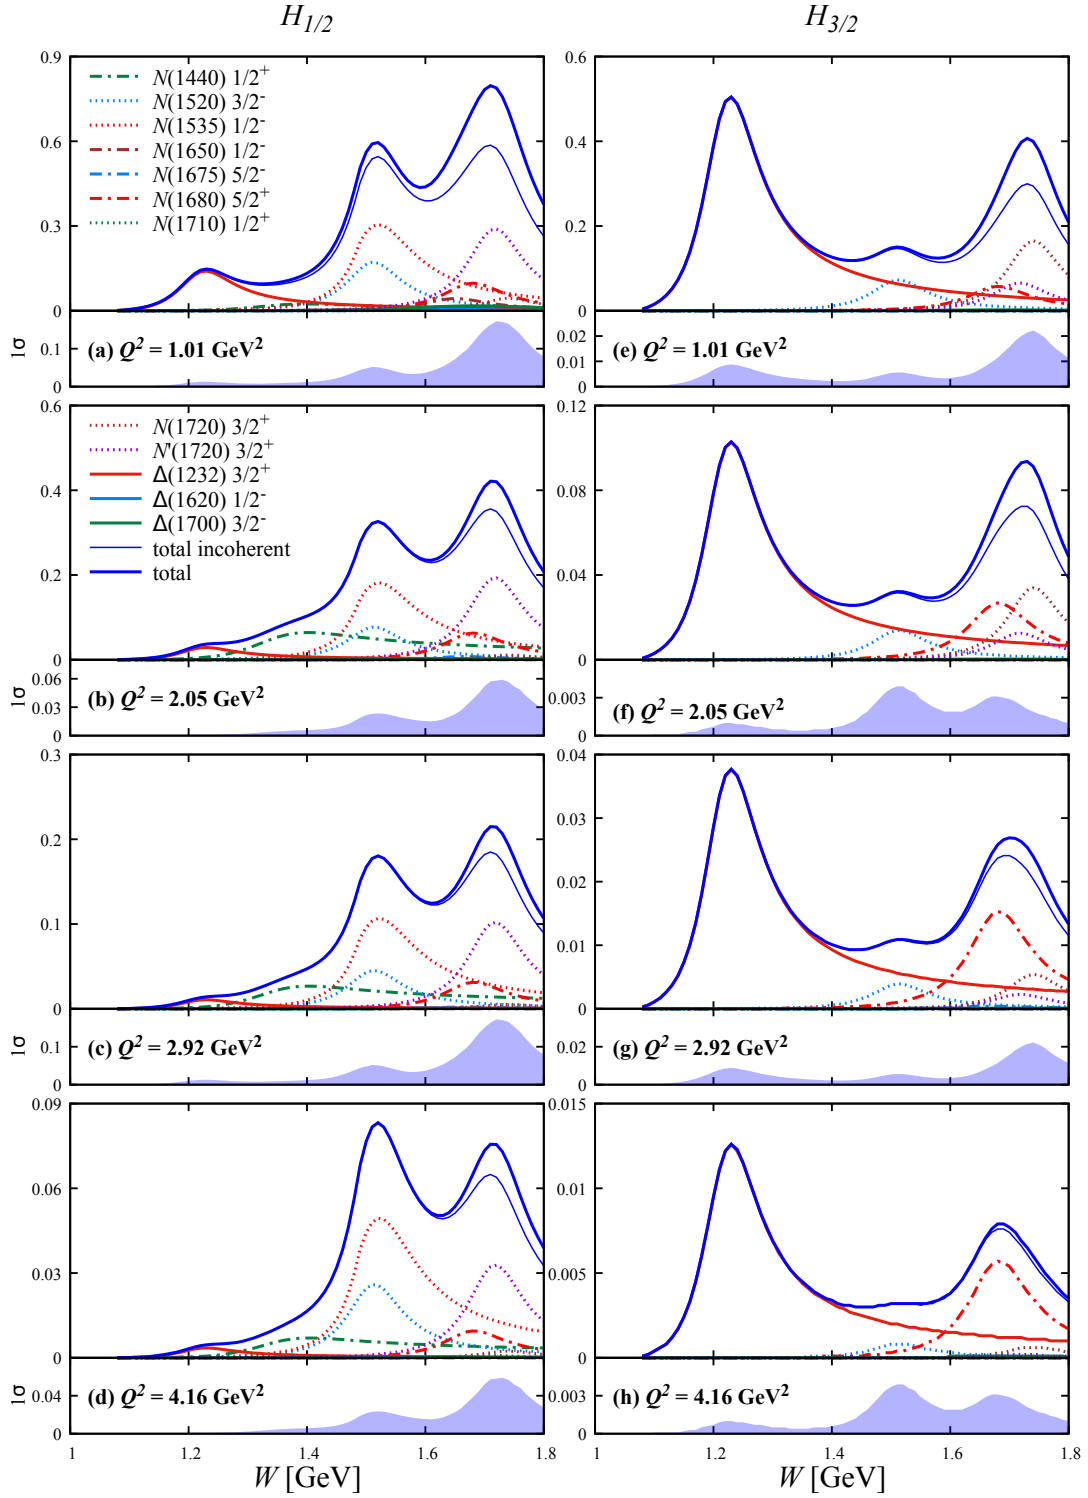 H1/2
H3/2
0.9
0.6
0.3
0
N(1440) 1/2+
N(1520) 3/2-
N(1535) 1/2-
N(1650) 1/2-
N(1675) 5/2-
N(1680) 5/2+
N(1710) 1/2+
1σ
0.1
0
(a) Q² = 1.01 GeV²
0.6
0.4
0.2
0
0.02
0.01
0
(e) Q² = 1.01 GeV²
0.6
0.4
0.2
0
N(1720) 3/2+
N'(1720) 3/2+
Δ(1232) 3/2+
Δ(1620) 1/2-
Δ(1700) 3/2-
total incoherent
total
1σ
0.06
0.03
0
(b) Q² = 2.05 GeV²
0.12
0.08
0.04
0
0.003
0
(f) Q² = 2.05 GeV²
0.3
0.2
0.1
0
1σ
0.1
0
(c) Q² = 2.92 GeV²
0.04
0.03
0.02
0.01
0
0.02
0
(g) Q² = 2.92 GeV²
0.09
0.06
0.03
0
1σ
0.04
0
(d) Q² = 4.16 GeV²
0.015
0.01
0.005
0
0.003
0
(h) Q² = 4.16 GeV²
1 1.2 1.4 1.6 1.8
W [GeV]
1 1.2 1.4 1.6 1.8
W [GeV]